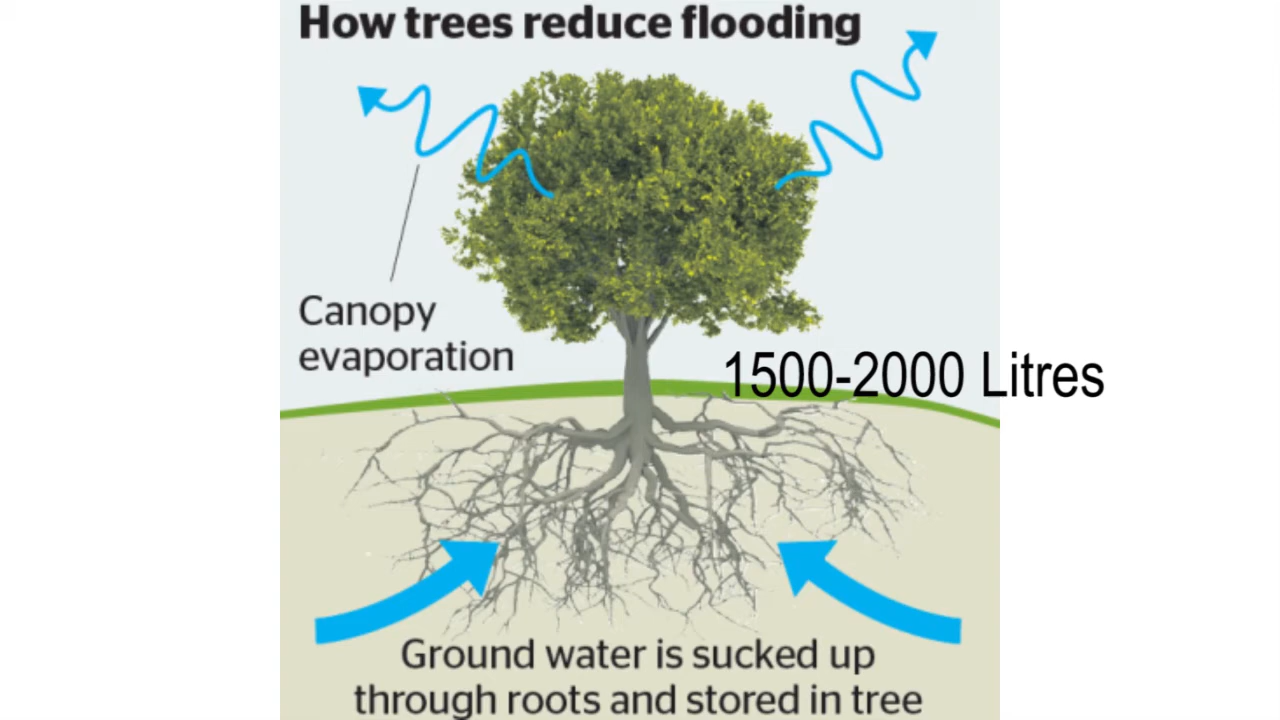 How trees reduce flooding
Canopy
evaporation
1500-2000 Litres
Ground water is sucked up
through roots and stored in tree